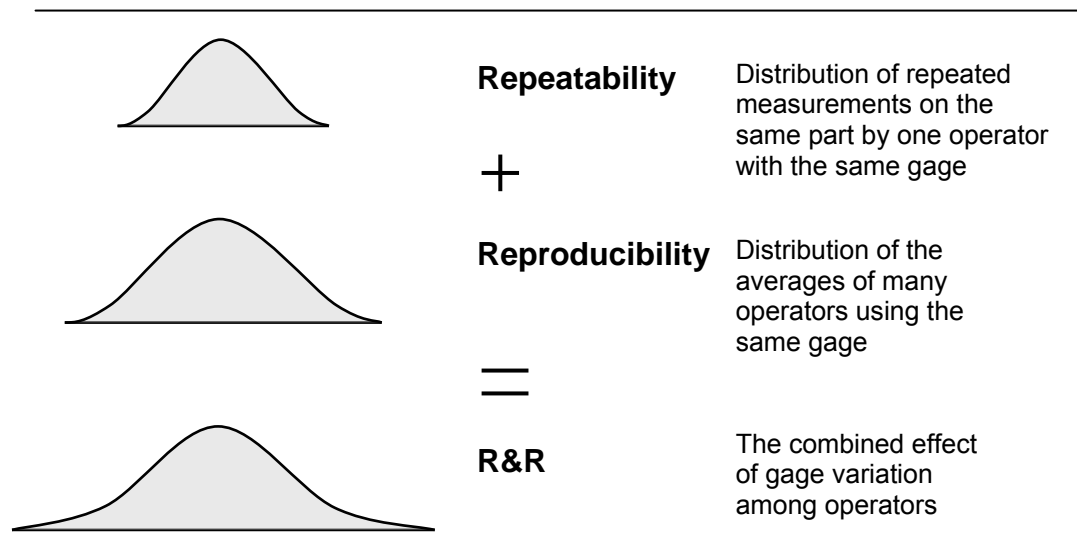 Repeatability
Distribution of repeated
measurements on the
same part by one operator
with the same gage
+
Reproducibility
Distribution of the
averages of many
operators using the
same gage
=
R&R
The combined effect
of gage variation
among operators